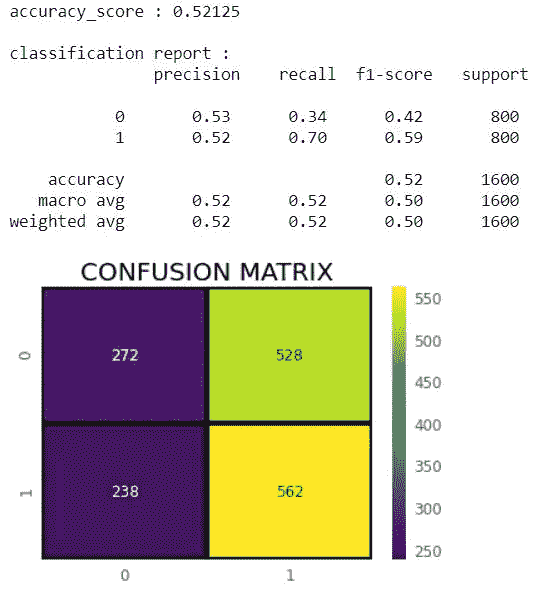 accuracy_score : 0.52125
classification report :
precision recall f1-score support
0 0.53 0.34 0.42 800
1 0.52 0.70 0.59 800
accuracy 0.52 1600
macro avg 0.52 0.52 0.50 1600
weighted avg 0.52 0.52 0.50 1600
CONFUSION MATRIX
550
500
450
400
350
300
250
0 272 528
1 238 562
0 1